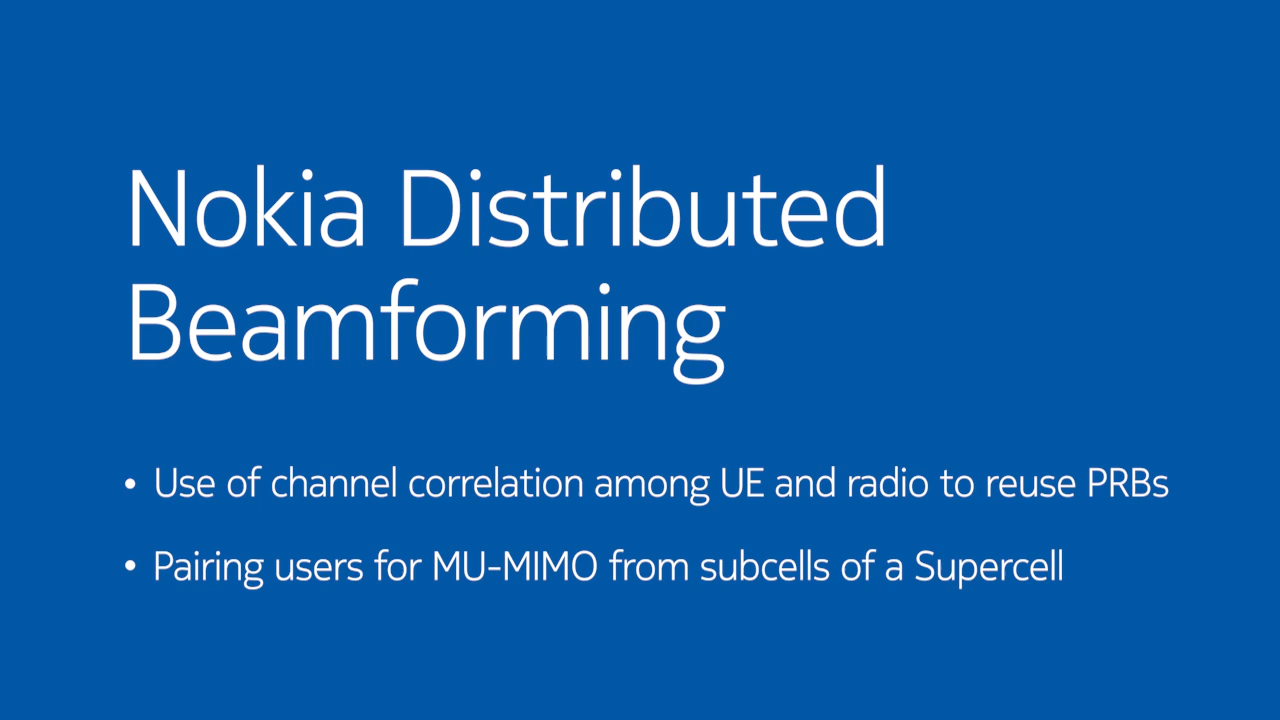 Nokia Distributed
Beamforming
• Use of channel correlation among UE and radio to reuse PRBs
• Pairing users for MU-MIMO from subcells of a Supercell